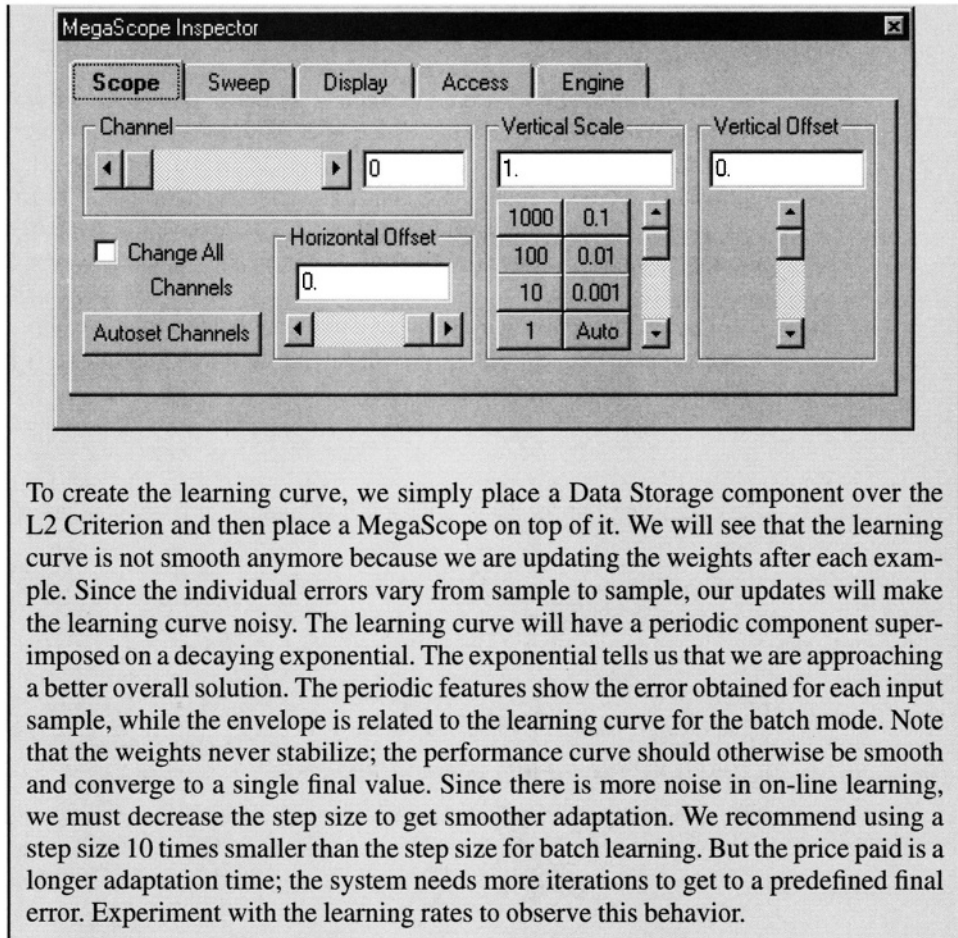 MegaScope Inspector
Scope Sweep Display Access Engine
Channel
0
Vertical Scale
1.
Vertical Offset
0.
1000 0.1
100 0.01
10 0.001
1 Auto
Change All
Channels
Horizontal Offset
0.
Autoset Channels
To create the learning curve, we simply place a Data Storage component over the
L2 Criterion and then place a MegaScope on top of it. We will see that the learning
curve is not smooth anymore because we are updating the weights after each exam-
ple. Since the individual errors vary from sample to sample, our updates will make
the learning curve noisy. The learning curve will have a periodic component super-
imposed on a decaying exponential. The exponential tells us that we are approaching
a better overall solution. The periodic features show the error obtained for each input
sample, while the envelope is related to the learning curve for the batch mode. Note
that the weights never stabilize; the performance curve should otherwise be smooth
and converge to a single final value. Since there is more noise in on-line learning,
we must decrease the step size to get smoother adaptation. We recommend using a
step size 10 times smaller than the step size for batch learning. But the price paid is a
longer adaptation time; the system needs more iterations to get to a predefined final
error. Experiment with the learning rates to observe this behavior.